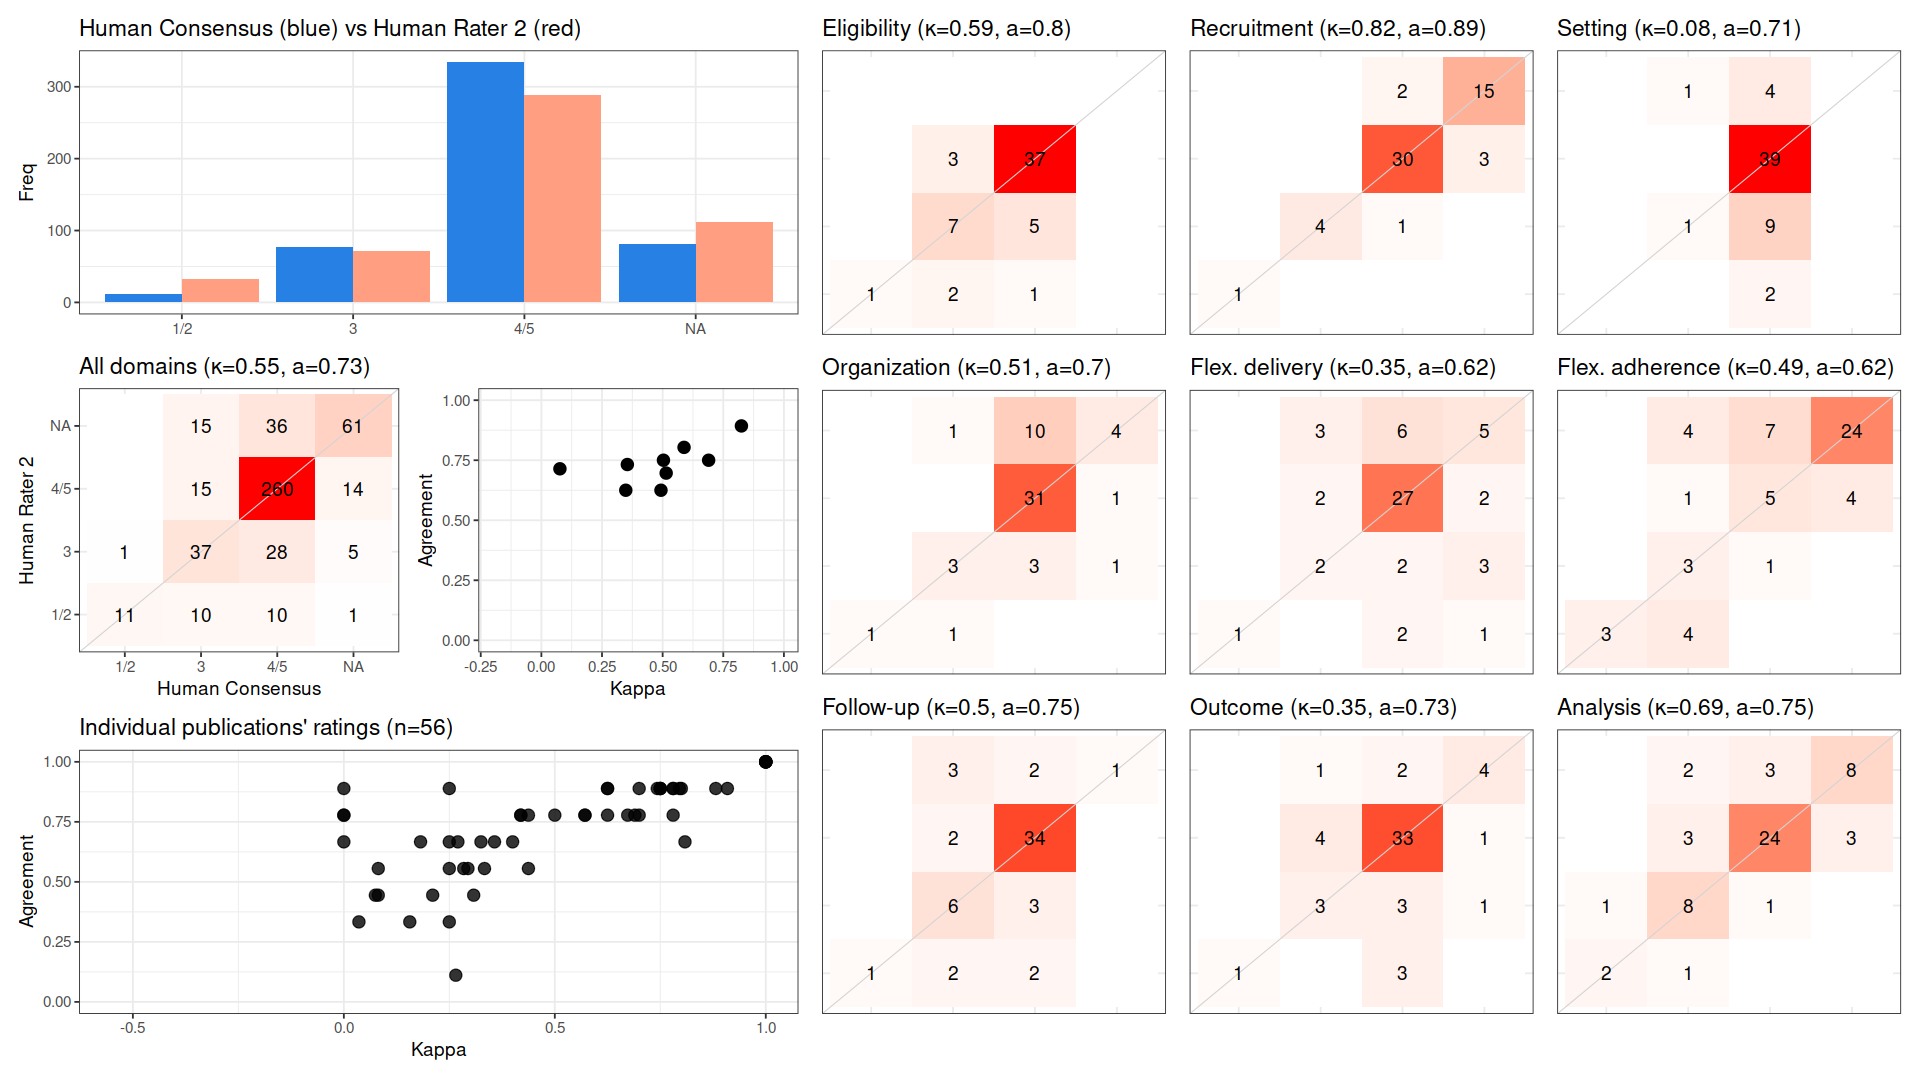 Human Consensus (blue) vs Human Rater 2 (red)
Freq
300
200
100
0
1/2 3 4/5 NA
All domains (κ=0.55, a=0.73)
Human Rater 2
NA 15 36 61
4/5 15 260 14
3 1 37 28 5
1/2 11 10 10 1
1/2 3 4/5 NA
Human Consensus
Agreement
1.00
0.75
0.50
0.25
0.00
-0.25 0.00 0.25 0.50 0.75 1.00
Kappa
Individual publications' ratings (n=56)
Agreement
1.00
0.75
0.50
0.25
0.00
-0.5 0.0 0.5 1.0
Kappa
Eligibility (κ=0.59, a=0.8)
3 37
7 5
1 2 1
Recruitment (κ=0.82, a=0.89)
2 15
30 3
4 1
1
Setting (κ=0.08, a=0.71)
1 4
39
1 9
2
Organization (κ=0.51, a=0.7)
1 10 4
31 1
3 3 1
1 1
Flex. delivery (κ=0.35, a=0.62)
3 6 5
2 27 2
2 2 3
1 2 1
Flex. adherence (κ=0.49, a=0.62)
4 7 24
1 5 4
3 1
3 4
Follow-up (κ=0.5, a=0.75)
3 2 1
2 34
6 3
1 2 2
Outcome (κ=0.35, a=0.73)
1 2 4
4 33 1
3 3 1
1 3
Analysis (κ=0.69, a=0.75)
2 3 8
3 24 3
1 8 1
2 1